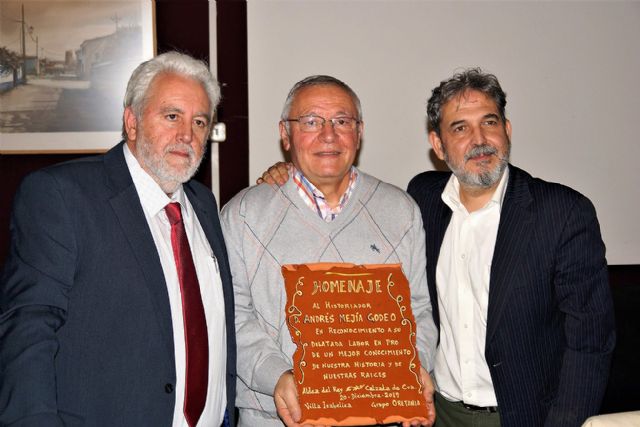 HOMENAJE
AL HISTORIADOR
D. ANDRÉS MEJÍA GODEO
EN RECONOCIMIENTO A SU
DILATADA LABOR EN PRO
DE UN MEJOR CONOCIMIENTO
DE NUESTRA HISTORIA Y DE
NUESTRAS RAICES
Aldea del Rey Calzata de Cva
20-Diciembre-2019
Villa Isabelica Grupo ORETANIA